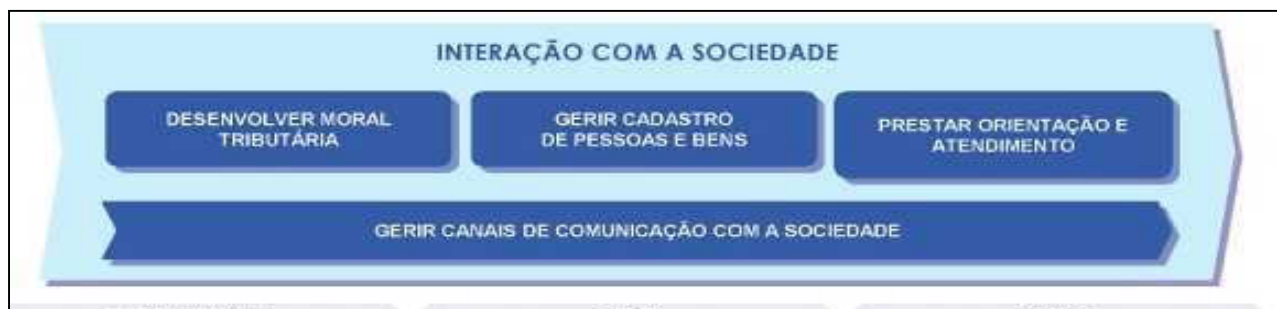 INTERAÇÃO COM A SOCIEDADE
DESENVOLVER MORAL
TRIBUTÁRIA
GERIR CADASTRO
DE PESSOAS E BENS
PRESTAR ORIENTAÇÃO E
ATENDIMENTO
GERIR CANAIS DE COMUNICAÇÃO COM A SOCIEDADE